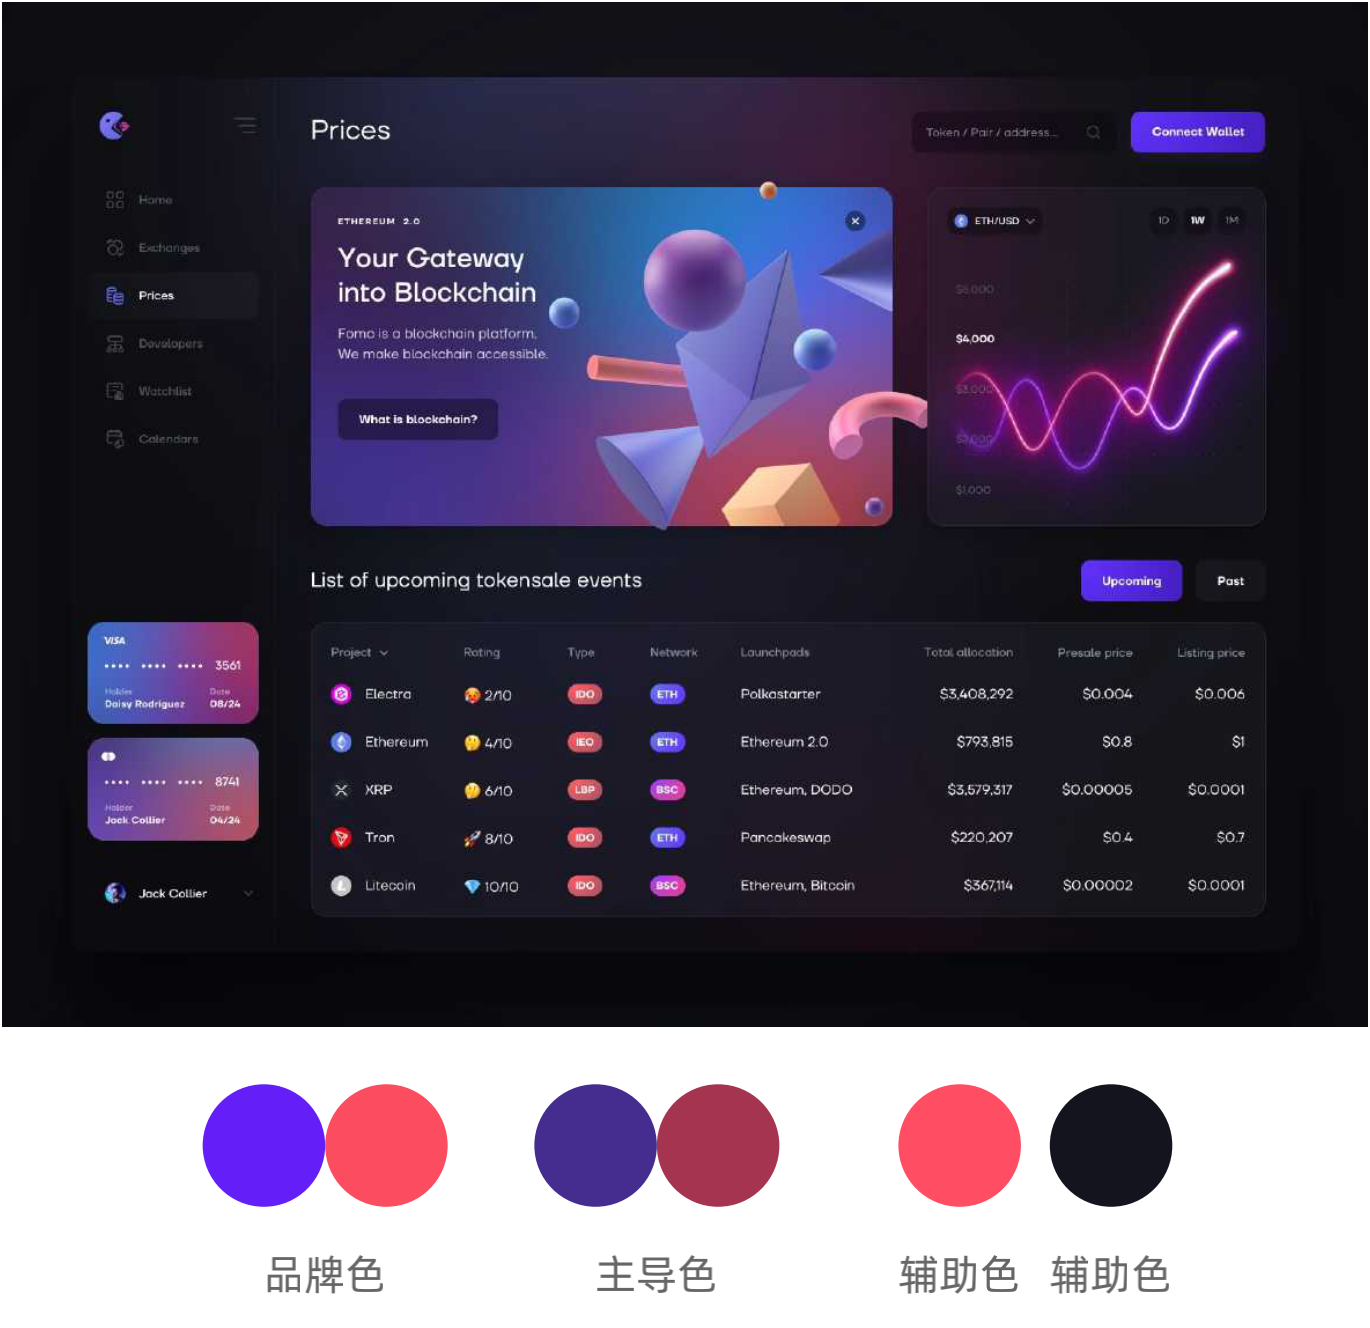 Prices
Token / Pair / address...
Connect Wallet
Home
Exchanges
Prices
Developers
Watchlist
Calendars
ETHEREUM 2.0
Your Gateway
into Blockchain
Fomo is a blockchain platform.
We make blockchain accessible.
What is blockchain?
ETH/USD
1D 1W 1M
$5,000
$4,000
$3,000
$2,000
$1,000
List of upcoming tokensale events
Upcoming
Past
VISA
•••• •••• •••• 3561
Holder Date
Daisy Rodriguez 08/24
•••• •••• •••• 8741
Holder Date
Jack Collier 04/24
Jack Collier
Project Rating Type Network Launchpads Total allocation Presale price Listing price
Electra 2/10 IDO ETH Polkastarter $3,408,292 $0.004 $0.006
Ethereum 4/10 IEO ETH Ethereum 2.0 $793,815 $0.8 $1
XRP 6/10 LBP BSC Ethereum, DODO $3,579,317 $0.00005 $0.0001
Tron 8/10 IDO ETH Pancakeswap $220,207 $0.4 $0.7
Litecoin 10/10 IDO BSC Ethereum, Bitcoin $367,114 $0.00002 $0.0001
品牌色 主导色 辅助色 辅助色